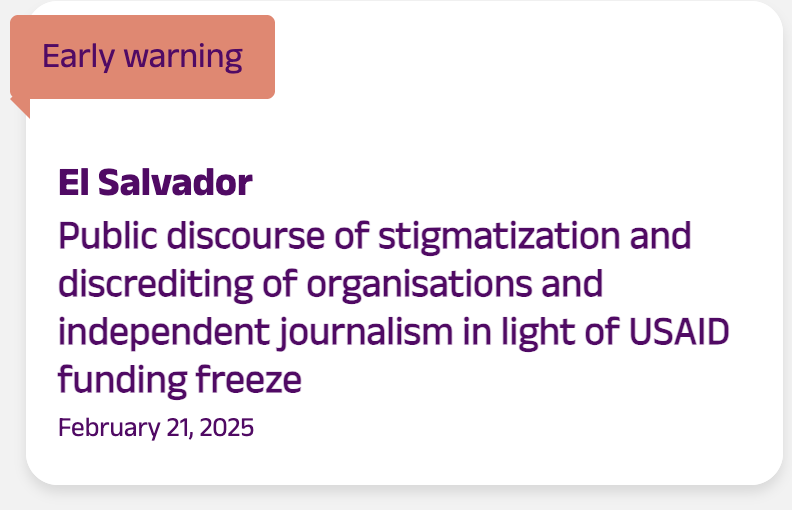 Early warning
El Salvador
Public discourse of stigmatization and
discrediting of organisations and
independent journalism in light of USAID
funding freeze
February 21, 2025